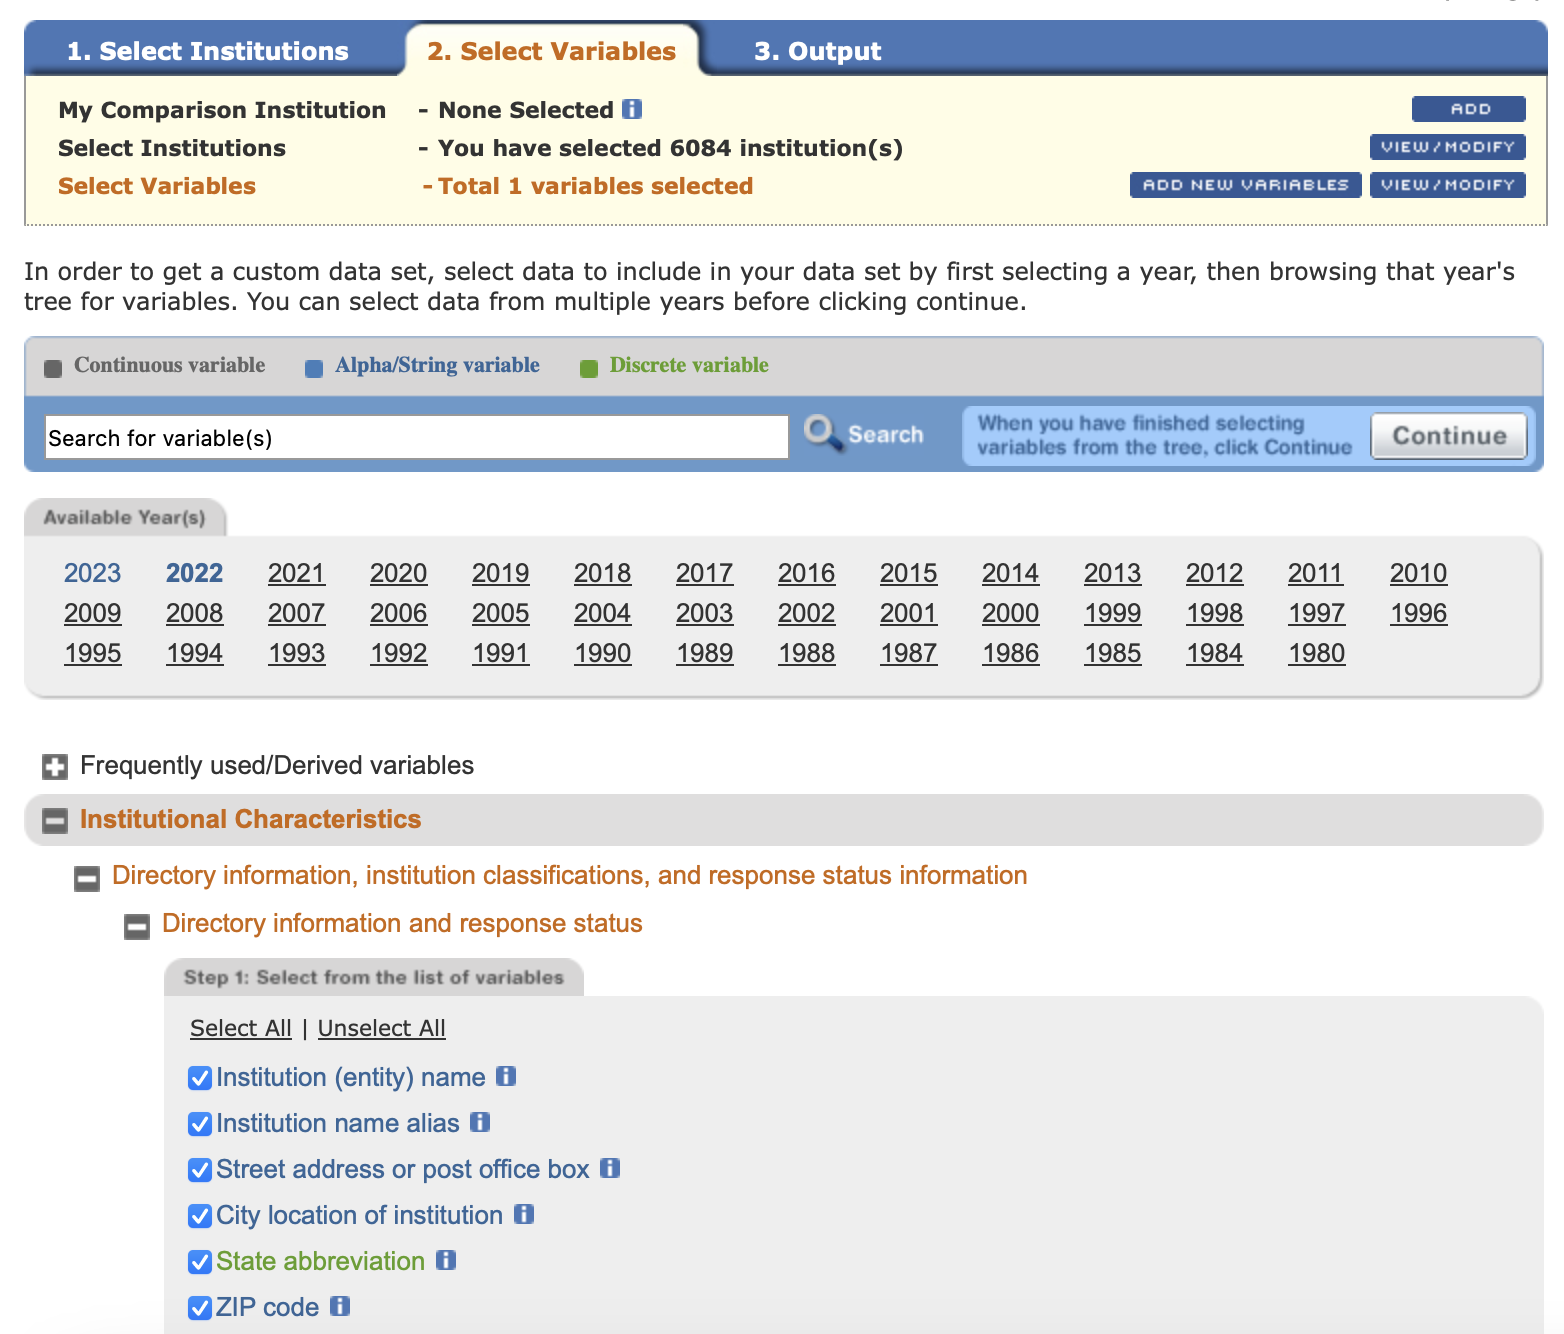 1. Select Institutions 2. Select Variables 3. Output
My Comparison Institution - None Selected i ADD
Select Institutions - You have selected 6084 institution(s) VIEW/MODIFY
Select Variables - Total 1 variables selected ADD NEW VARIABLES VIEW/MODIFY
In order to get a custom data set, select data to include in your data set by first selecting a year, then browsing that year's
tree for variables. You can select data from multiple years before clicking continue.
Continuous variable Alpha/String variable Discrete variable
Search for variable(s) Search When you have finished selecting
variables from the tree, click Continue Continue
Available Year(s)
2023 2022 2021 2020 2019 2018 2017 2016 2015 2014 2013 2012 2011 2010
2009 2008 2007 2006 2005 2004 2003 2002 2001 2000 1999 1998 1997 1996
1995 1994 1993 1992 1991 1990 1989 1988 1987 1986 1985 1984 1980
Frequently used/Derived variables
Institutional Characteristics
Directory information, institution classifications, and response status information
Directory information and response status
Step 1: Select from the list of variables
Select All | Unselect All
Institution (entity) name i
Institution name alias i
Street address or post office box i
City location of institution i
State abbreviation i
ZIP code i